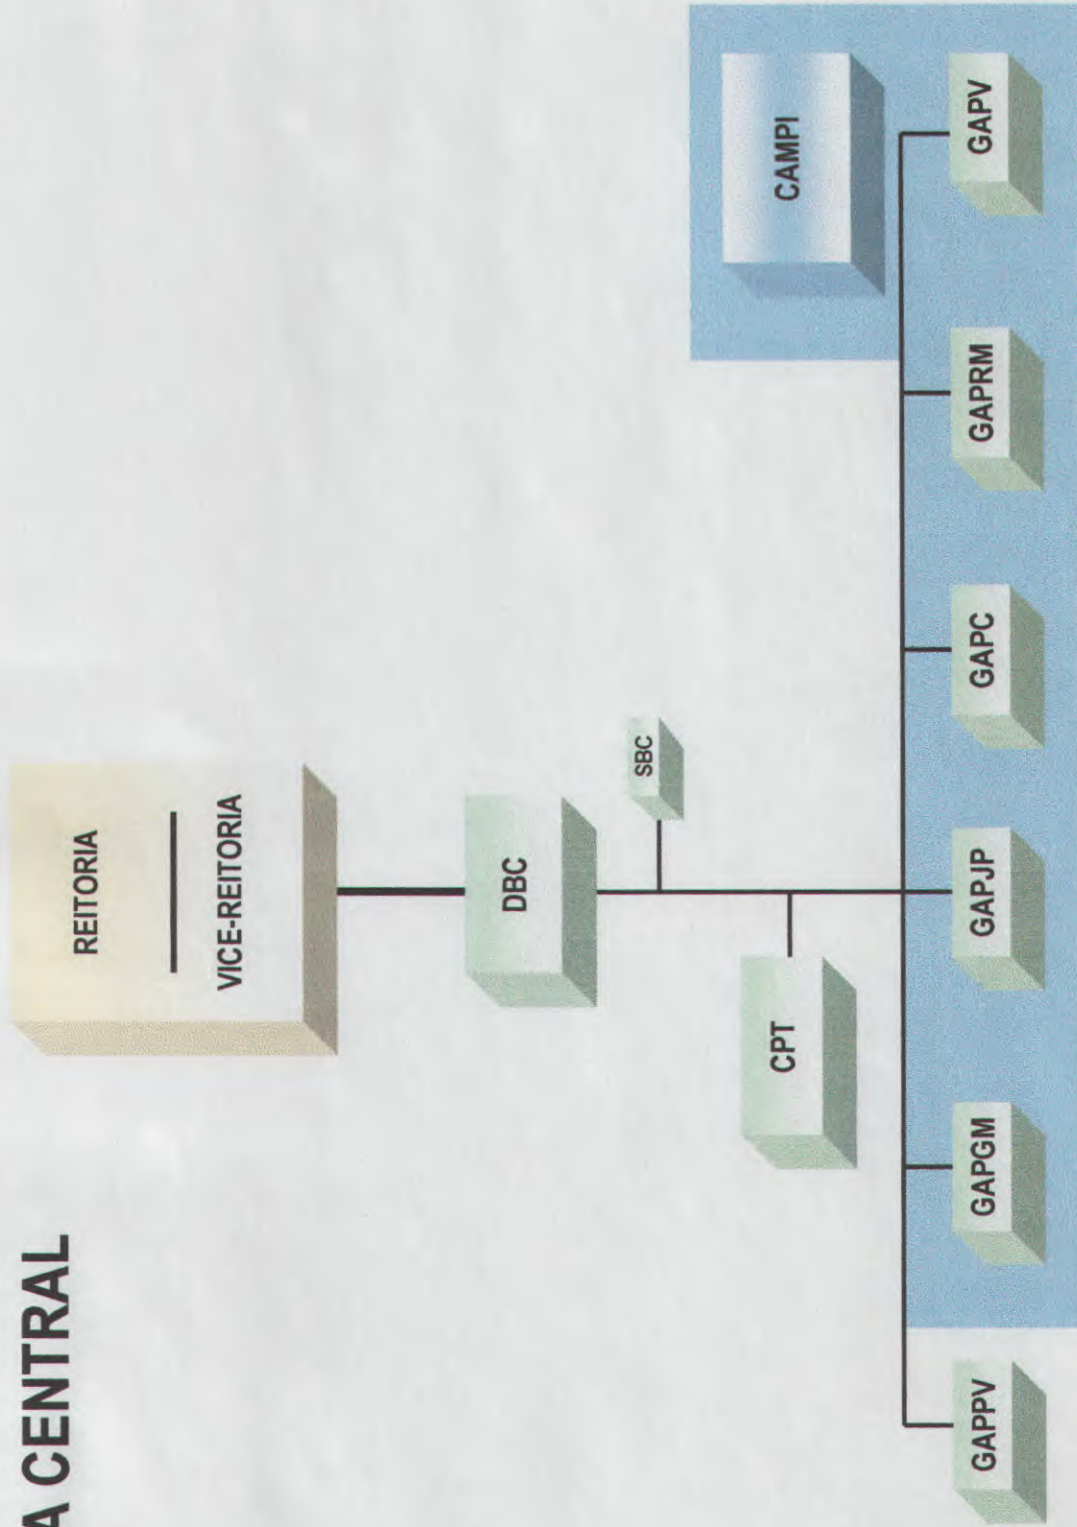 A CENTRAL
REITORIA
VICE-REITORIA
DBC
SBC
CPT
CAMPI
GAPPV
GAPGM
GAPJP
GAPC
GAPRM
GAPV